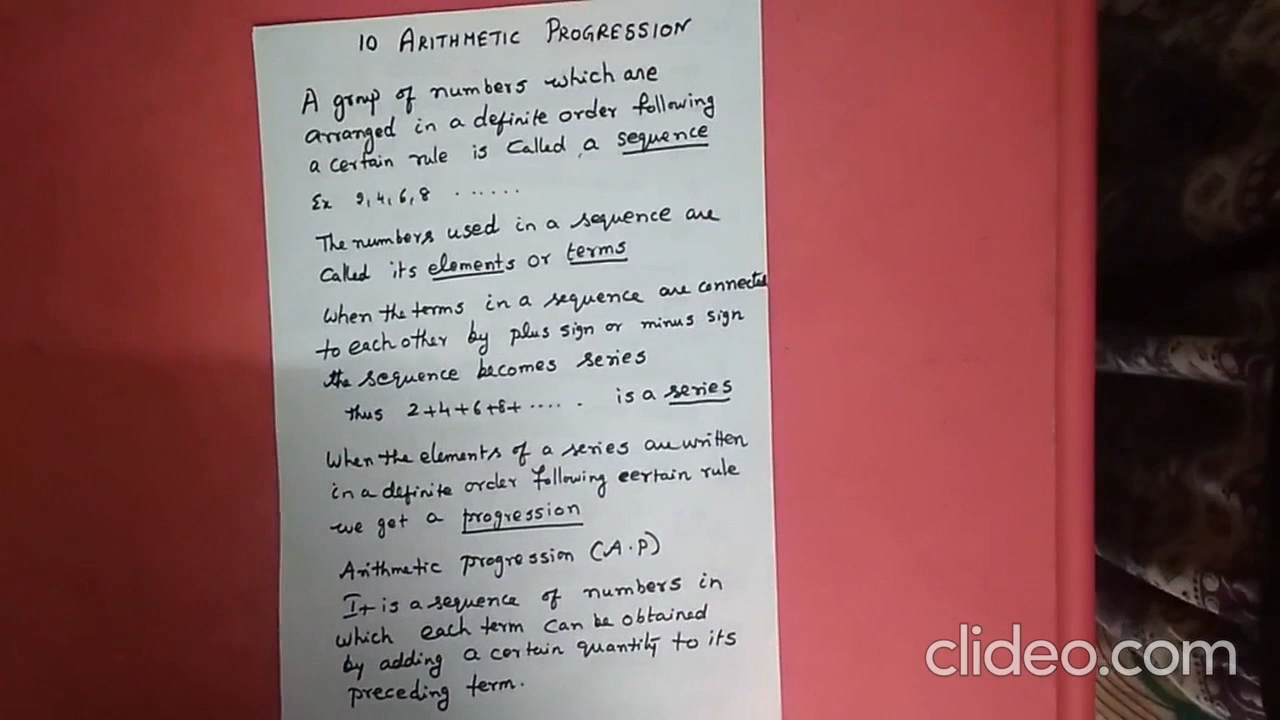 10 ARITHMETIC PROGRESSION
A group of numbers which are
arranged in a definite order following
a certain rule is called a sequence
Ex 2, 4, 6, 8 ......
The numbers used in a sequence are
called its elements or terms
When the terms in a sequence are connected
to each other by plus sign or minus sign
the sequence becomes series
thus 2+4+6+8+ ..... is a series
When the elements of a series are written
in a definite order following certain rule
we get a progression
Arithmetic progression (A.P)
It is a sequence of numbers in
which each term can be obtained
by adding a certain quantity to its
preceding term.
clideo.com